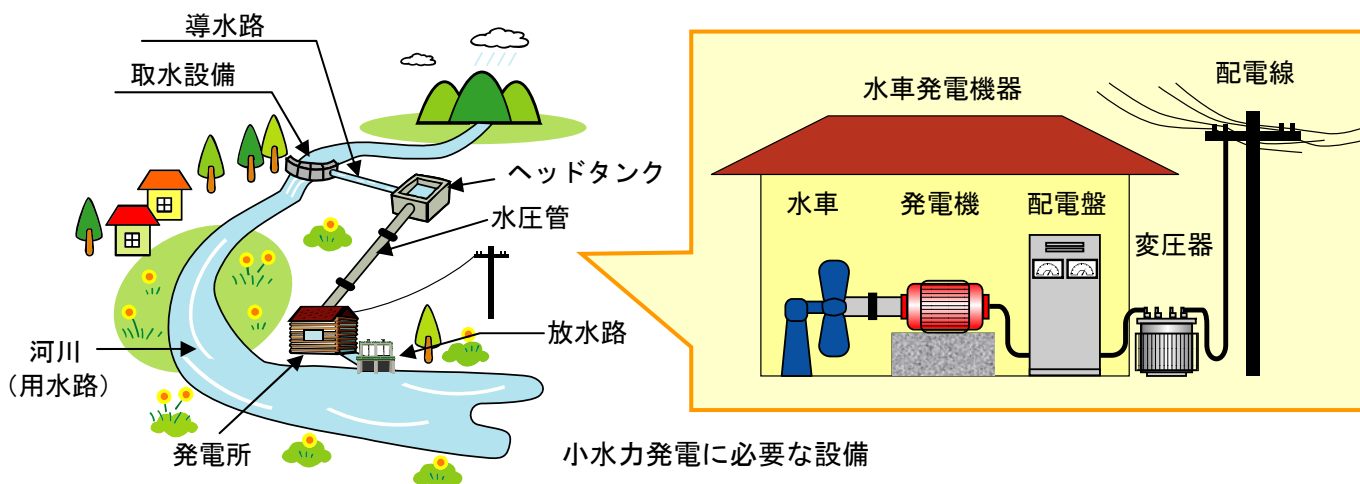 導水路
取水設備
ヘッドタンク
水圧管
放水路
河川
(用水路)
発電所
小水力発電に必要な設備
配電線
水車発電機器
水車
発電機
配電盤
変圧器